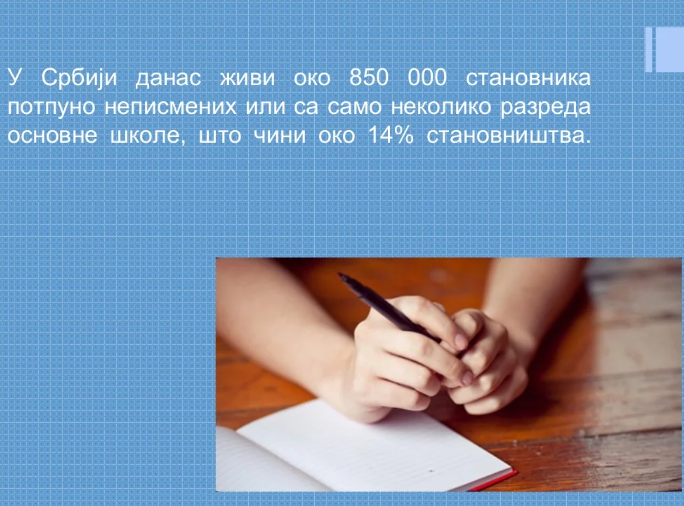 У Србији данас живи око 850 000 становника
потпуно неписмених или са само неколико разреда
основне школе, што чини око 14% становништва.